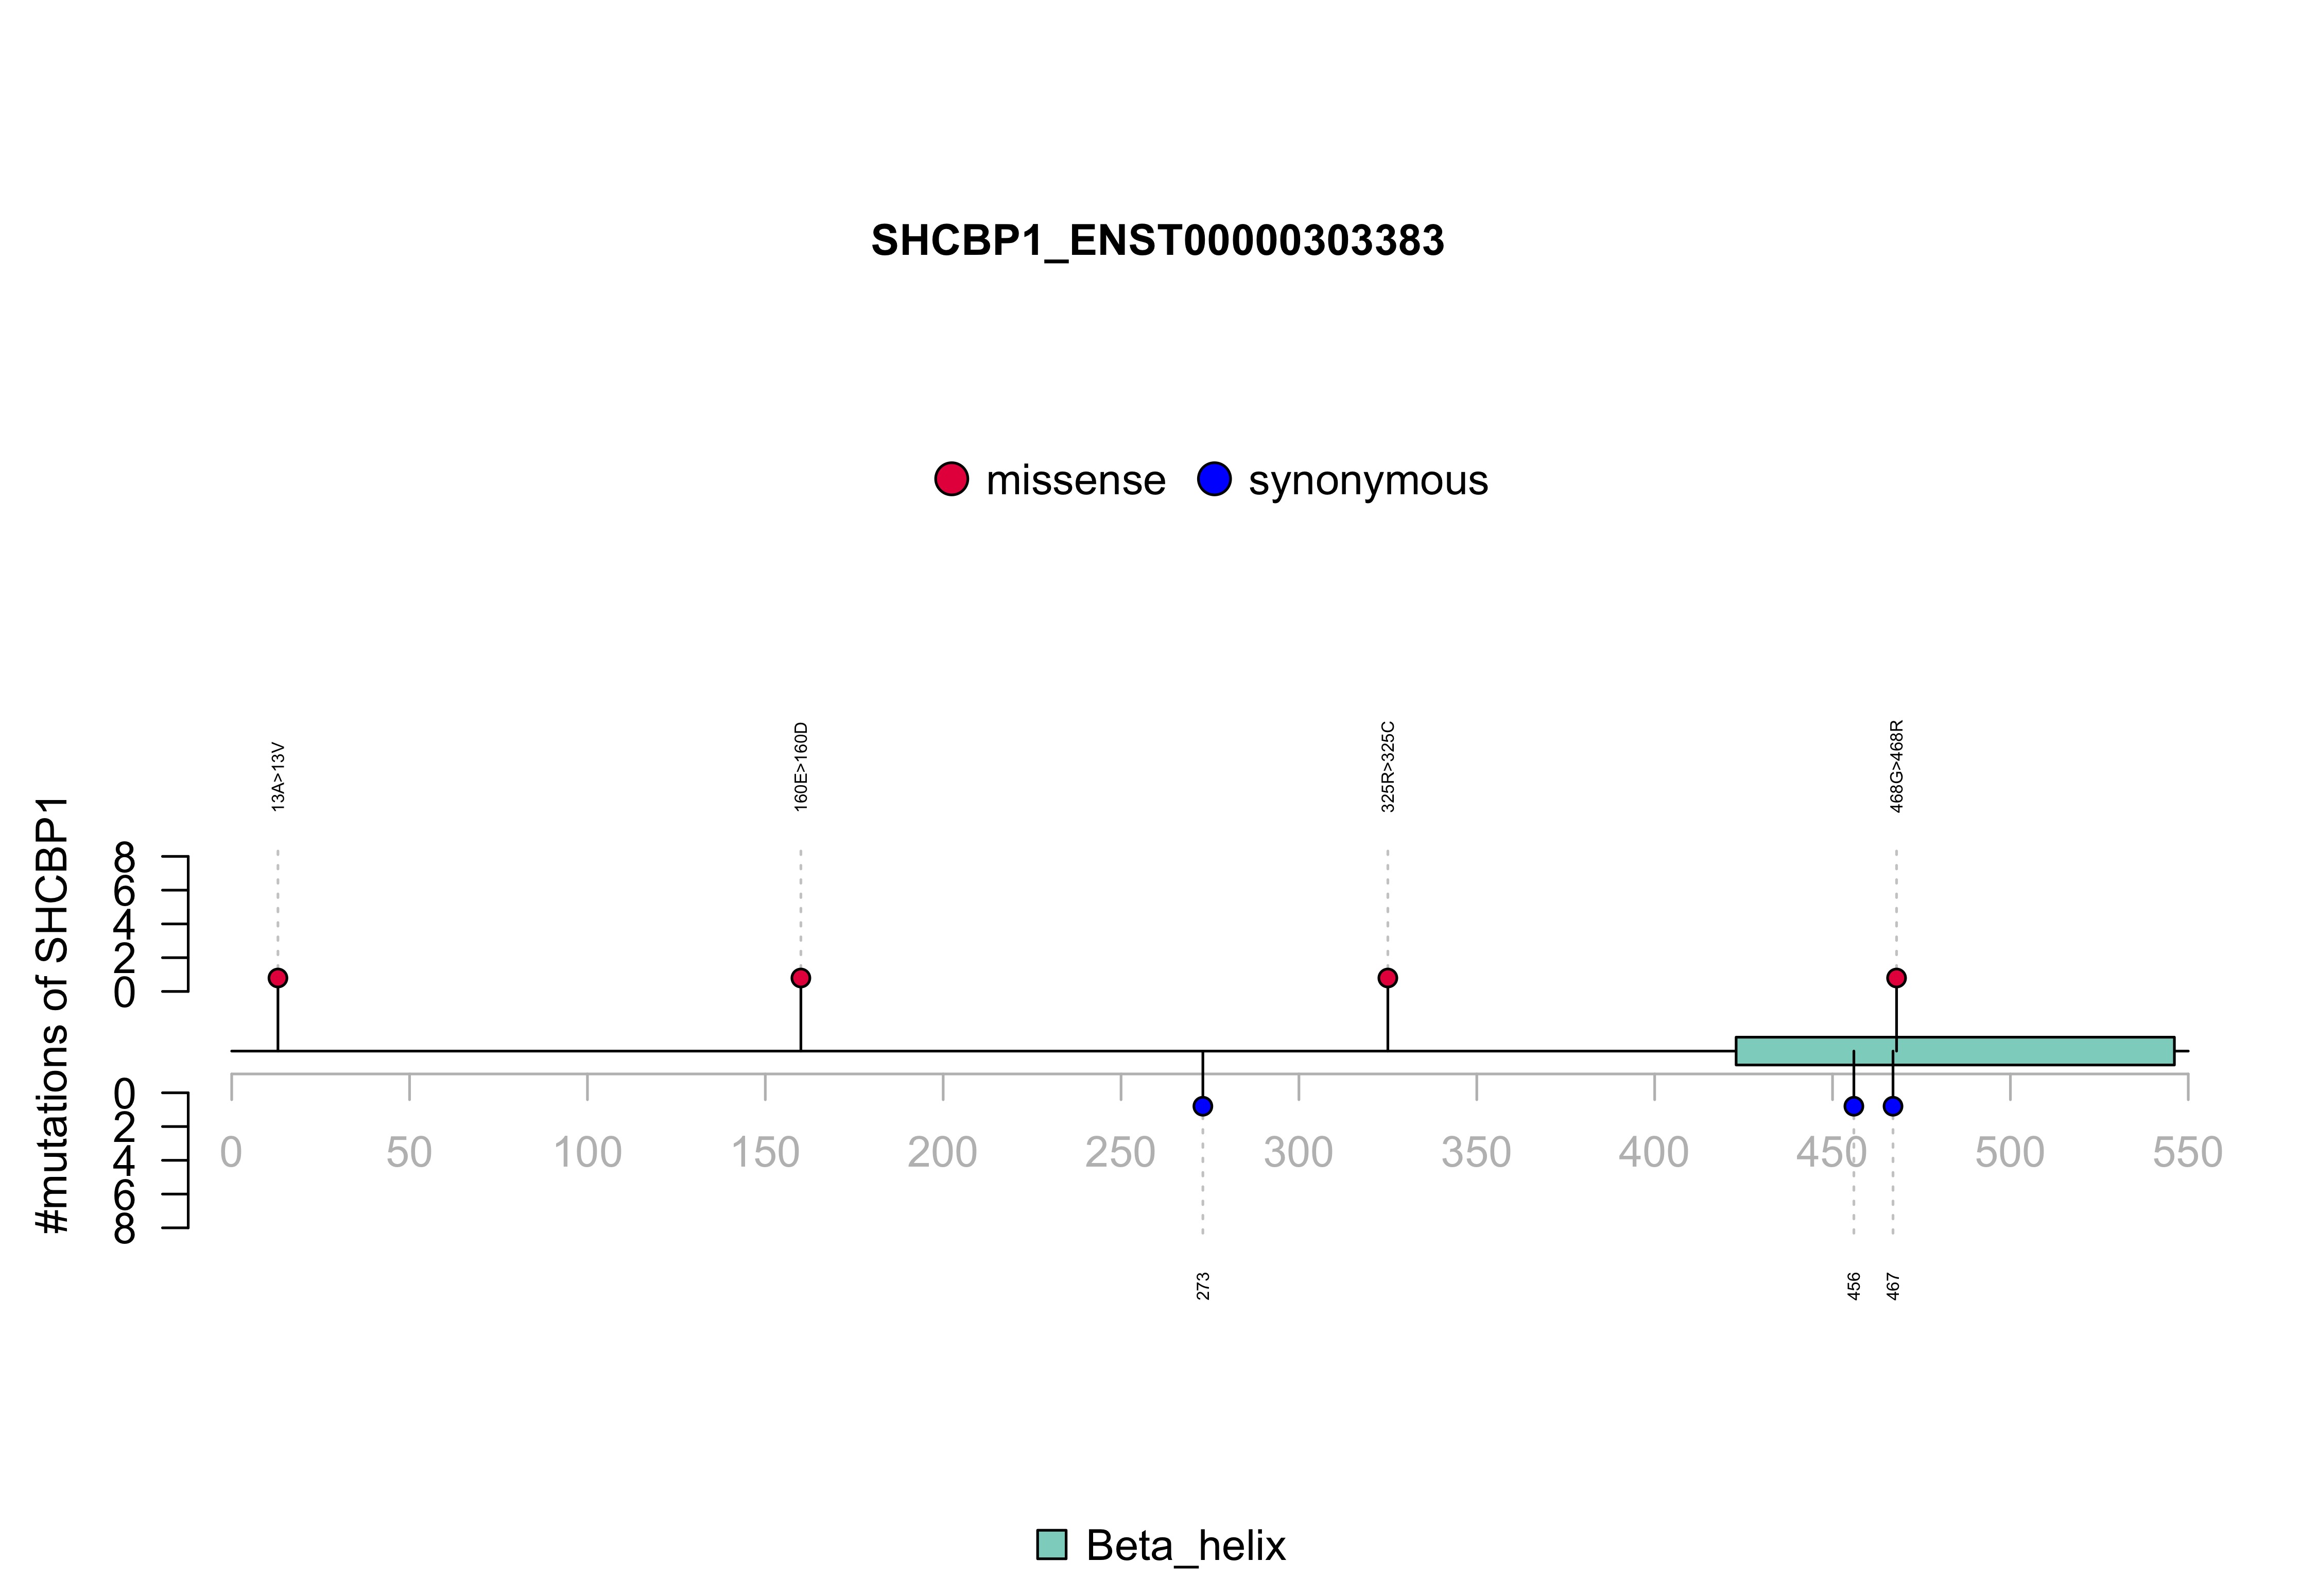 SHCBP1_ENST00000303383
missense
synonymous
13A>13V
160E>160D
325R>325C
468G>468R
#mutations of SHCBP1
8
6
4
2
0
0
2
4
6
8
0
50
100
150
200
250
300
350
400
450
500
550
273
456
467
Beta_helix